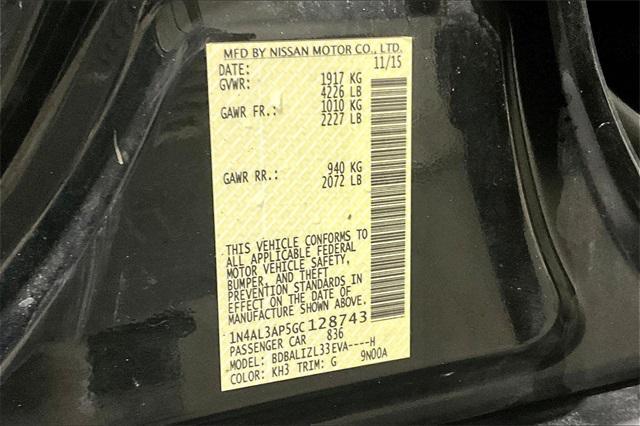 MFD BY NISSAN MOTOR CO., LTD.
DATE: 11/15
GVWR: 1917 KG
4226 LB
GAWR FR.: 1010 KG
2227 LB
GAWR RR.: 940 KG
2072 LB
THIS VEHICLE CONFORMS TO
ALL APPLICABLE FEDERAL
MOTOR VEHICLE SAFETY,
BUMPER, AND THEFT
PREVENTION STANDARDS IN
EFFECT ON THE DATE OF
MANUFACTURE SHOWN ABOVE.
1N4AL3AP5GC128743
PASSENGER CAR 836
MODEL: BDBALIZL33EVA----H
COLOR: KH3 TRIM: G 9N00A